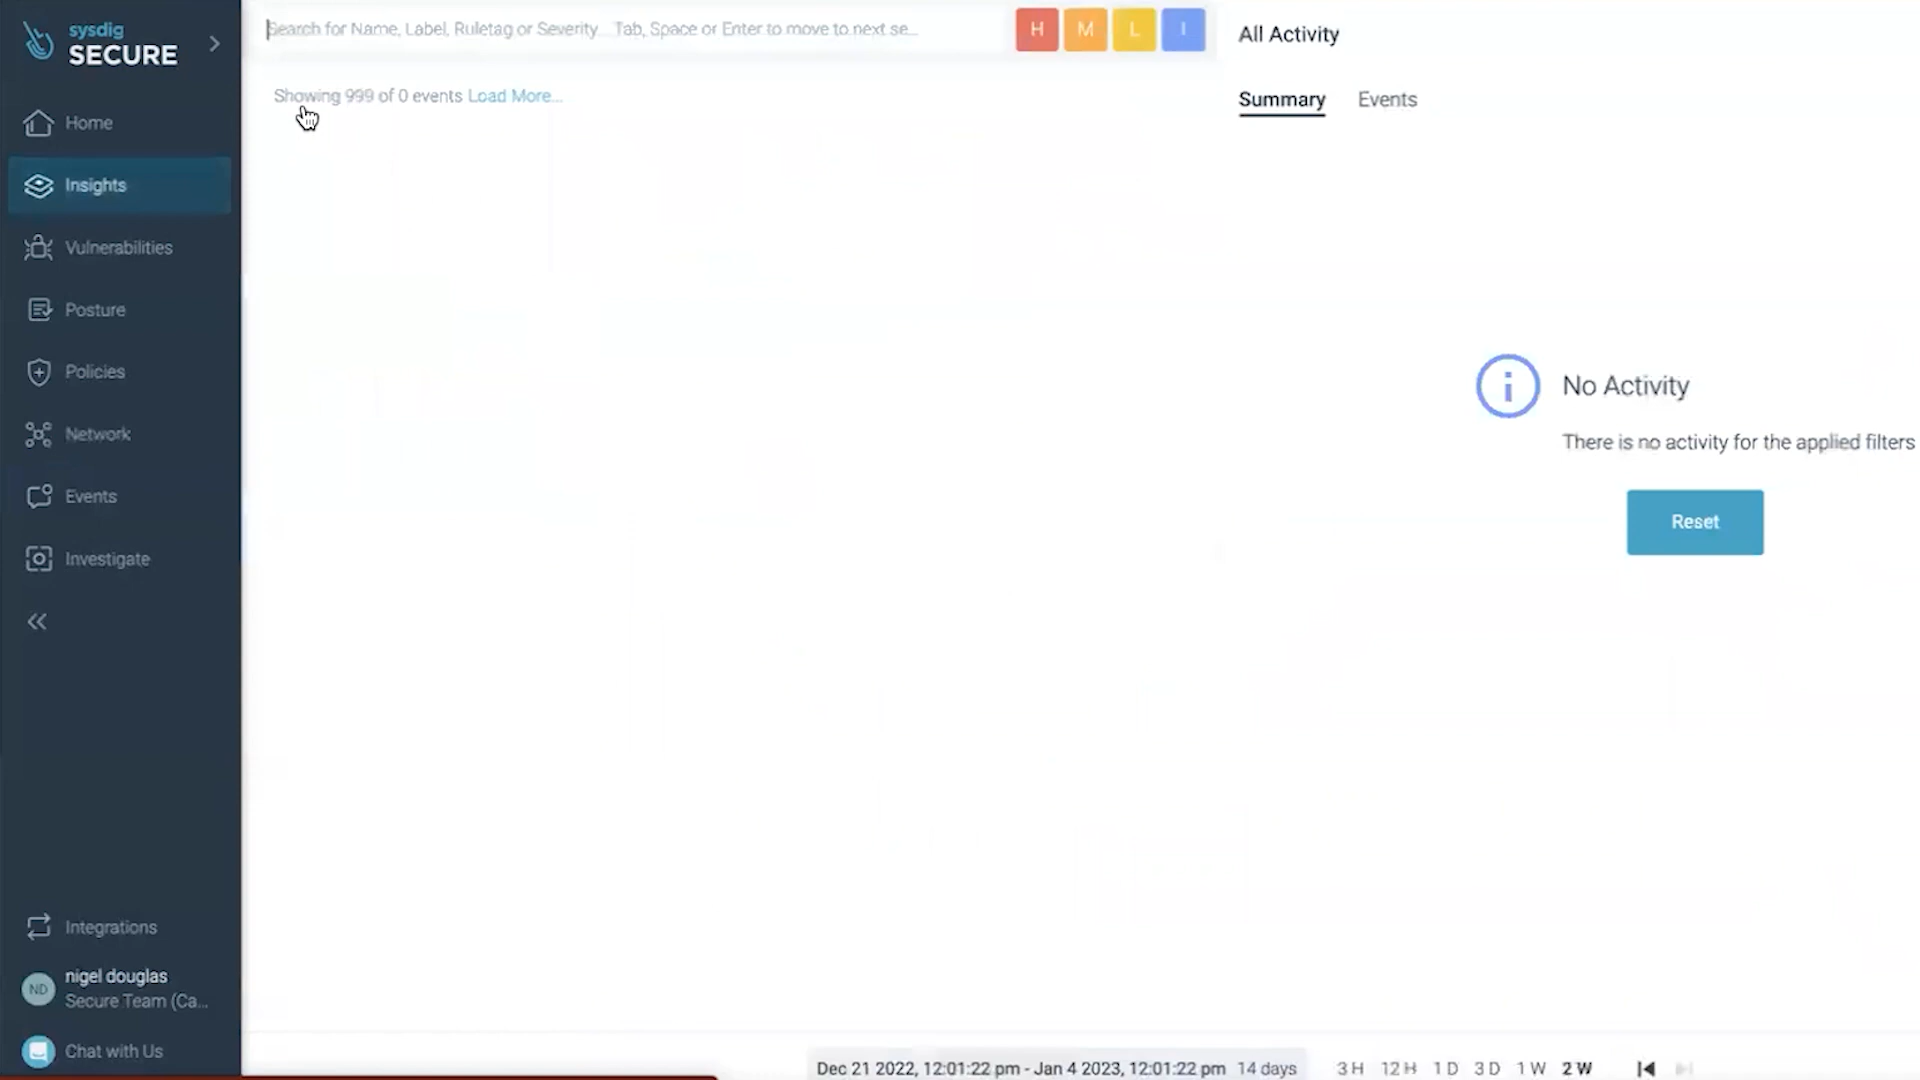 sysdig
SECURE
Home
Insights
Vulnerabilities
Posture
Policies
Network
Events
Investigate
Integrations
ND
nigel douglas
Secure Team (Ca...
Chat with Us
Search for Name, Label, Ruletag or Severity... Tab, Space or Enter to move to next se...
H M L I
Showing 999 of 0 events Load More...
All Activity
Summary Events
No Activity
There is no activity for the applied filters
Reset
Dec 21 2022, 12:01:22 pm - Jan 4 2023, 12:01:22 pm 14 days
3 H 12 H 1 D 3 D 1 W 2 W